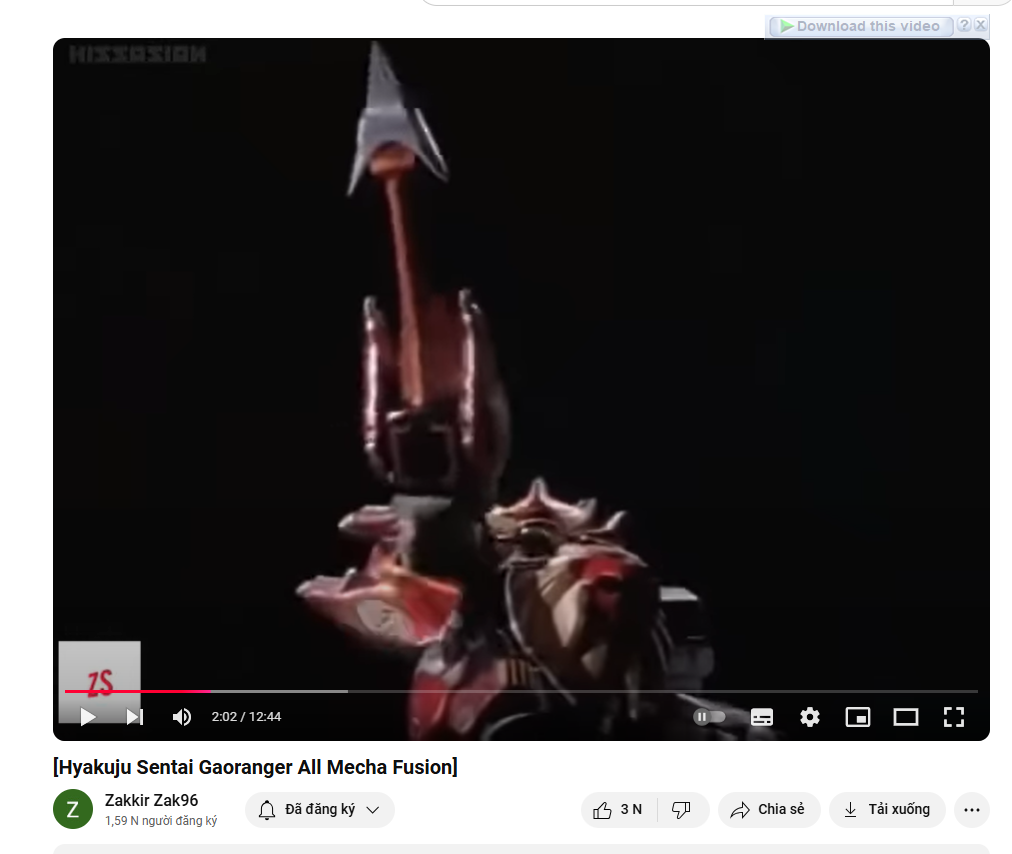 Download this video ? x
HISSASION
ZS
2:02 / 12:44
[Hyakuju Sentai Gaoranger All Mecha Fusion]
Z
Zakkir Zak96
1,59 N người đăng ký
Đã đăng ký
3 N
Chia sẻ
Tải xuống